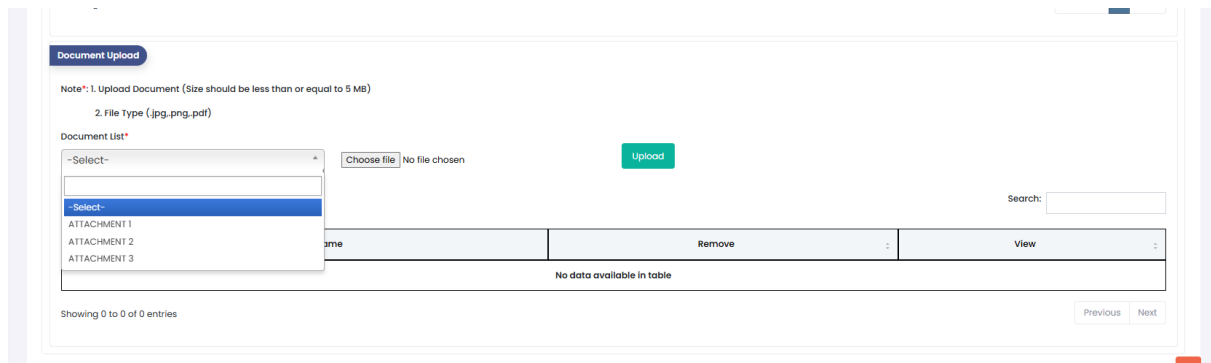 Document Upload
Note*: 1. Upload Document (Size should be less than or equal to 5 MB)
2. File Type (.jpg,.png,.pdf)
Document List*
-Select-
Choose file No file chosen
Upload
-Select-
ATTACHMENT 1
ATTACHMENT 2
ATTACHMENT 3
Search:
Remove
View
No data available in table
Showing 0 to 0 of 0 entries
Previous Next